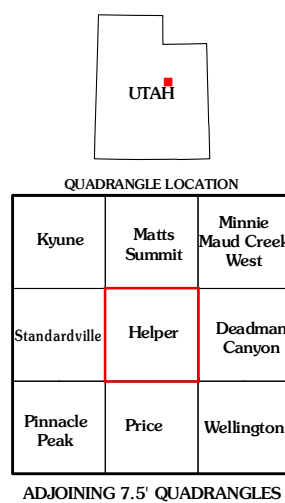 UTAH
QUADRANGLE LOCATION
Kyune
Matts
Summit
Minnie
Maud Creek
West
Standardville
Helper
Deadman
Canyon
Pinnacle
Peak
Price
Wellington
ADJOINING 7.5' QUADRANGLES